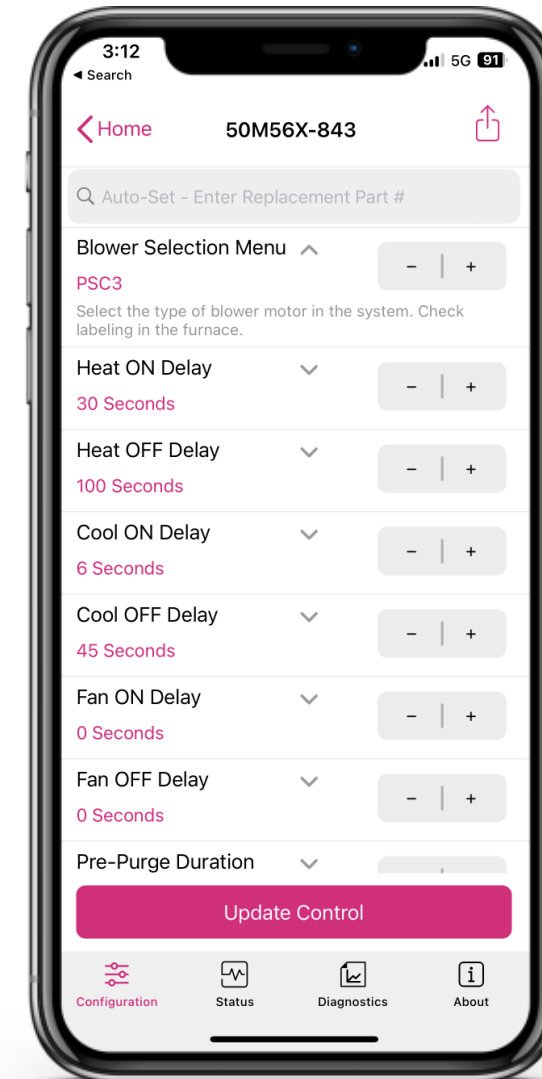 3:12
5G 91
◀ Search
Home
50M56X-843
Auto-Set - Enter Replacement Part #
Blower Selection Menu
- | +
PSC3
Select the type of blower motor in the system. Check
labeling in the furnace.
Heat ON Delay
- | +
30 Seconds
Heat OFF Delay
- | +
100 Seconds
Cool ON Delay
- | +
6 Seconds
Cool OFF Delay
- | +
45 Seconds
Fan ON Delay
- | +
0 Seconds
Fan OFF Delay
- | +
0 Seconds
Pre-Purge Duration
Update Control
Configuration
Status
Diagnostics
About